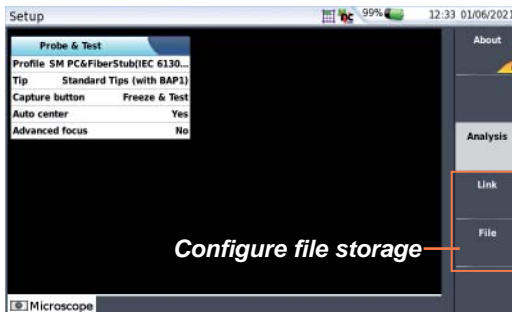 Setup
99%
12:33 01/06/2021
Probe & Test
Profile SM PC&FiberStub(IEC 6130...
Tip Standard Tips (with BAP1)
Capture button Freeze & Test
Auto center Yes
Advanced focus No
About
Analysis
Link
File
Configure file storage
Microscope